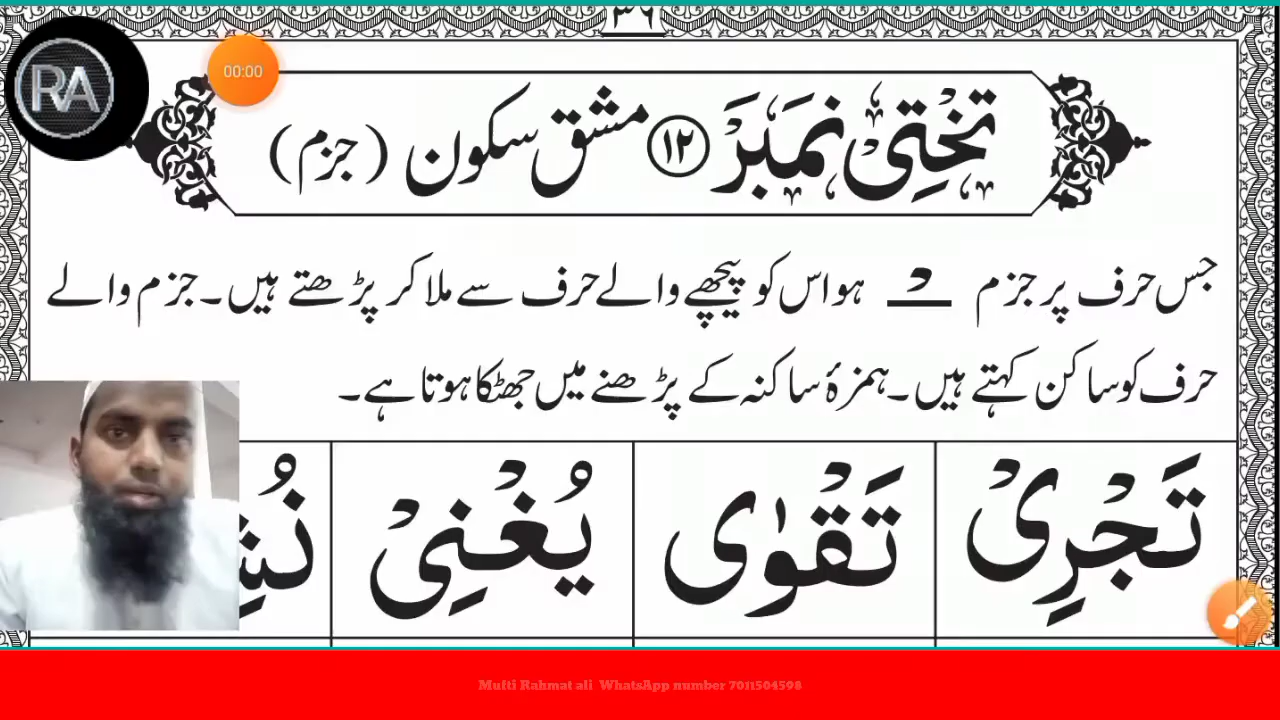 ۳۶
RA
00:00
تختی نمبر ۱۲ مشق سکون (جزم)
جس حرف پر جزم ہو اس کو پیچھے والے حرف سے ملا کر پڑھتے ہیں۔ جزم والے
حرف کو ساکن کہتے ہیں۔ ہمزۂ ساکنہ کے پڑھنے میں جھٹکا ہوتا ہے۔
تَجْرِیْ تَقْوٰی یُغْنِیْ
Mufti Rahmat ali WhatsApp number 7011504598